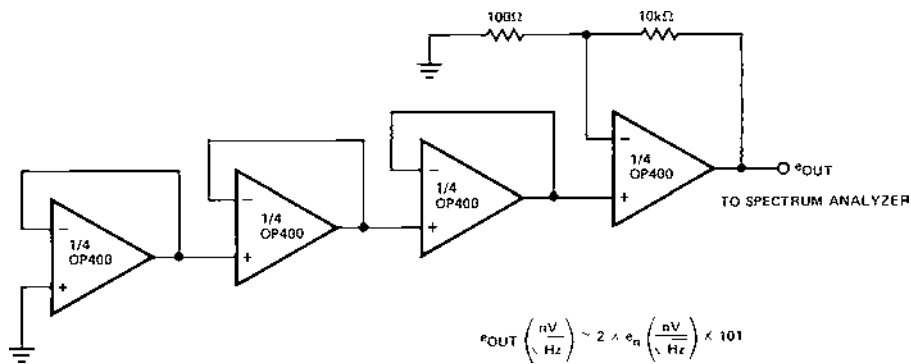 100Ω
10kΩ
1/4
OP400
1/4
OP400
1/4
OP400
1/4
OP400
−
+
−
+
−
+
−
+
eOUT
TO SPECTRUM ANALYZER
eOUT (nV/√Hz) ~ 2 × en (nV/√Hz) × 101